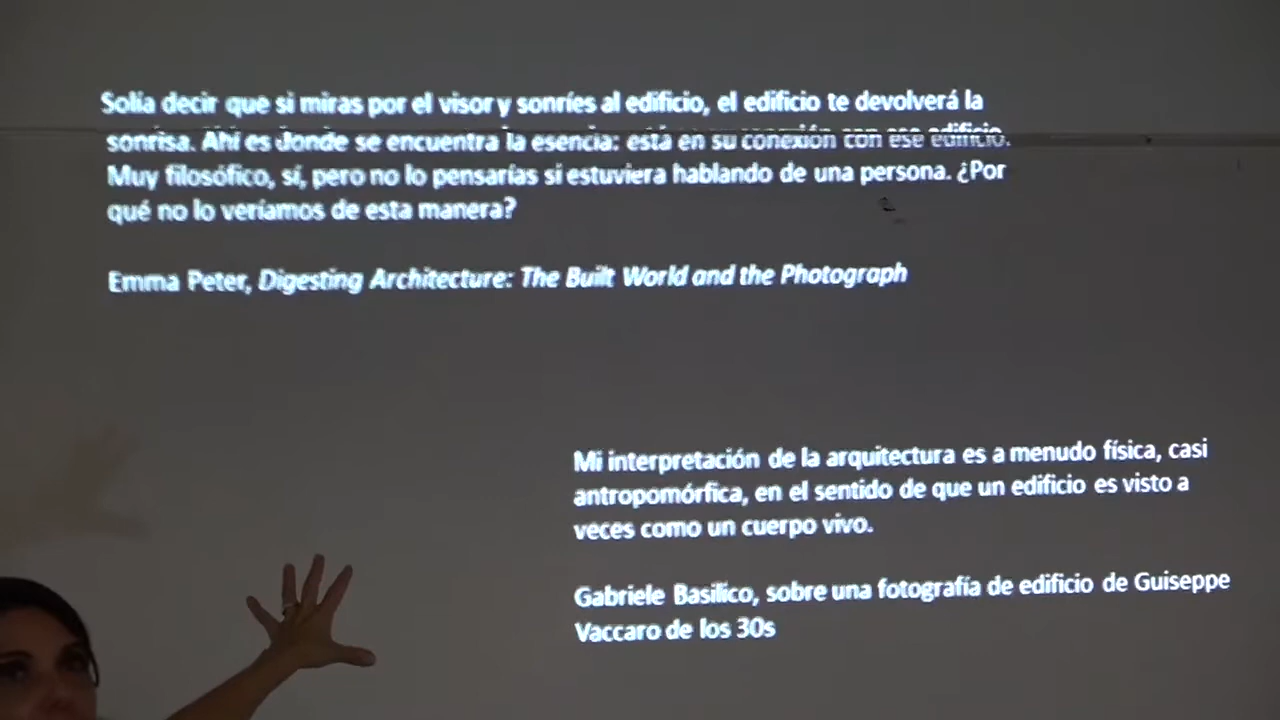 Solía decir que si miras por el visor y sonríes al edificio, el edificio te devolverá la
sonrisa. Ahí es donde se encuentra la esencia: está en su conexión con ese edificio.
Muy filosófico, sí, pero no lo pensarías si estuviera hablando de una persona. ¿Por
qué no lo veríamos de esta manera?
Emma Peter, Digesting Architecture: The Built World and the Photograph
Mi interpretación de la arquitectura es a menudo física, casi
antropomórfica, en el sentido de que un edificio es visto a
veces como un cuerpo vivo.
Gabriele Basilico, sobre una fotografía de edificio de Guiseppe
Vaccaro de los 30s